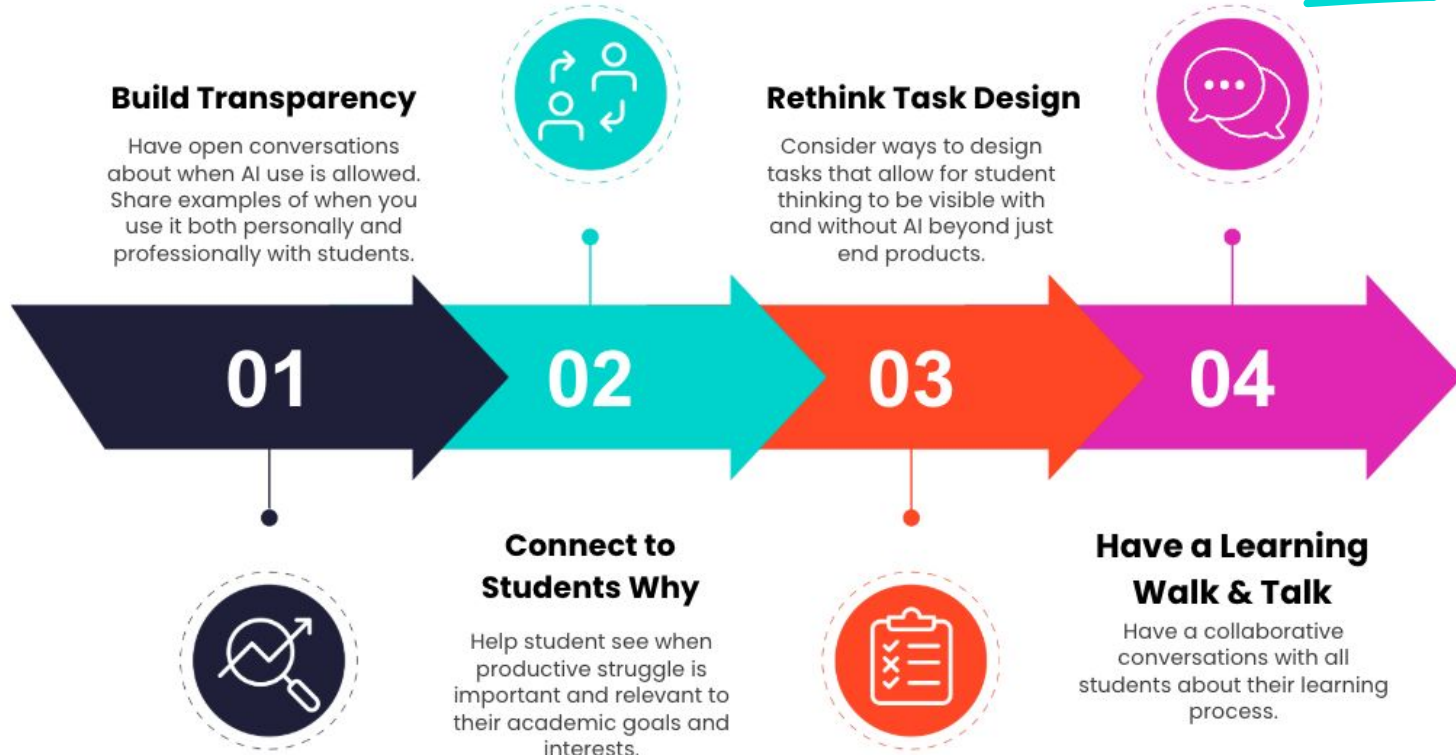 Build Transparency
Have open conversations
about when AI use is allowed.
Share examples of when you
use it both personally and
professionally with students.
01
Connect to
Students Why
Help student see when
productive struggle is
important and relevant to
their academic goals and
interests.
02
Rethink Task Design
Consider ways to design
tasks that allow for student
thinking to be visible with
and without AI beyond just
end products.
03
Have a Learning
Walk & Talk
Have a collaborative
conversations with all
students about their learning
process.
04